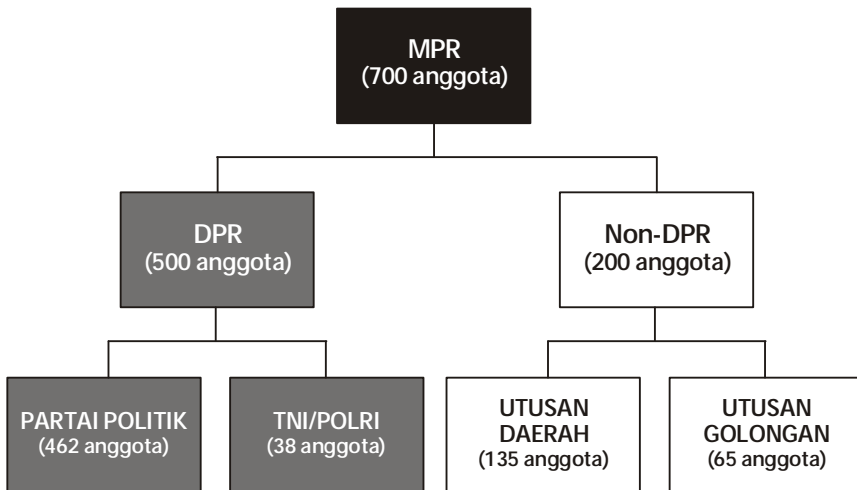 MPR
(700 anggota)
DPR
(500 anggota)
Non-DPR
(200 anggota)
PARTAI POLITIK
(462 anggota)
TNI/POLRI
(38 anggota)
UTUSAN
DAERAH
(135 anggota)
UTUSAN
GOLONGAN
(65 anggota)